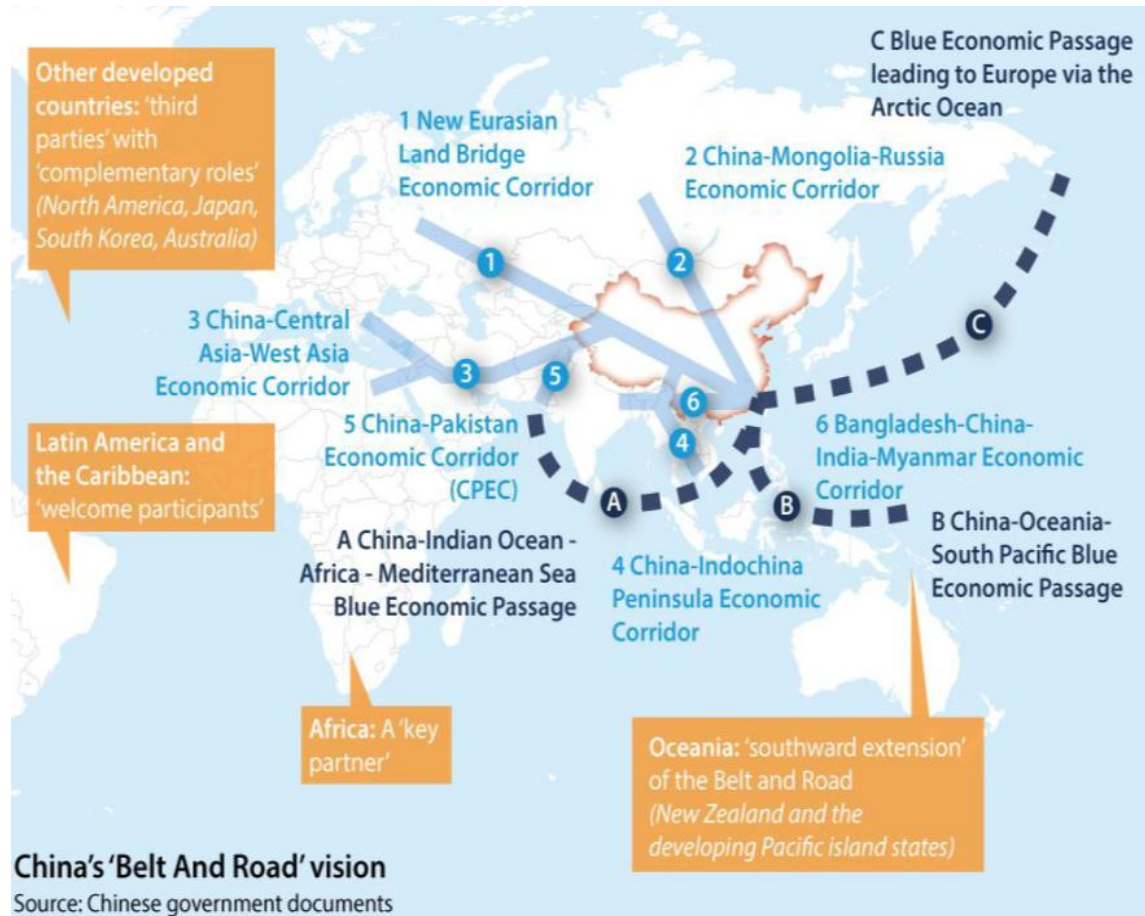 Other developed
countries: ‘third
parties’ with
‘complementary roles’
(North America, Japan,
South Korea, Australia)
1 New Eurasian
Land Bridge
Economic Corridor
2 China-Mongolia-Russia
Economic Corridor
C Blue Economic Passage
leading to Europe via the
Arctic Ocean
1
2
C
3 China-Central
Asia-West Asia
Economic Corridor
3
5
6
4
5 China-Pakistan
Economic Corridor
(CPEC)
6 Bangladesh-China-
India-Myanmar Economic
Corridor
Latin America and
the Caribbean:
‘welcome participants’
A
B
A China-Indian Ocean -
Africa - Mediterranean Sea
Blue Economic Passage
4 China-Indochina
Peninsula Economic
Corridor
B China-Oceania-
South Pacific Blue
Economic Passage
Africa: A ‘key
partner’
Oceania: ‘southward extension’
of the Belt and Road
(New Zealand and the
developing Pacific island states)
China’s ‘Belt And Road’ vision
Source: Chinese government documents